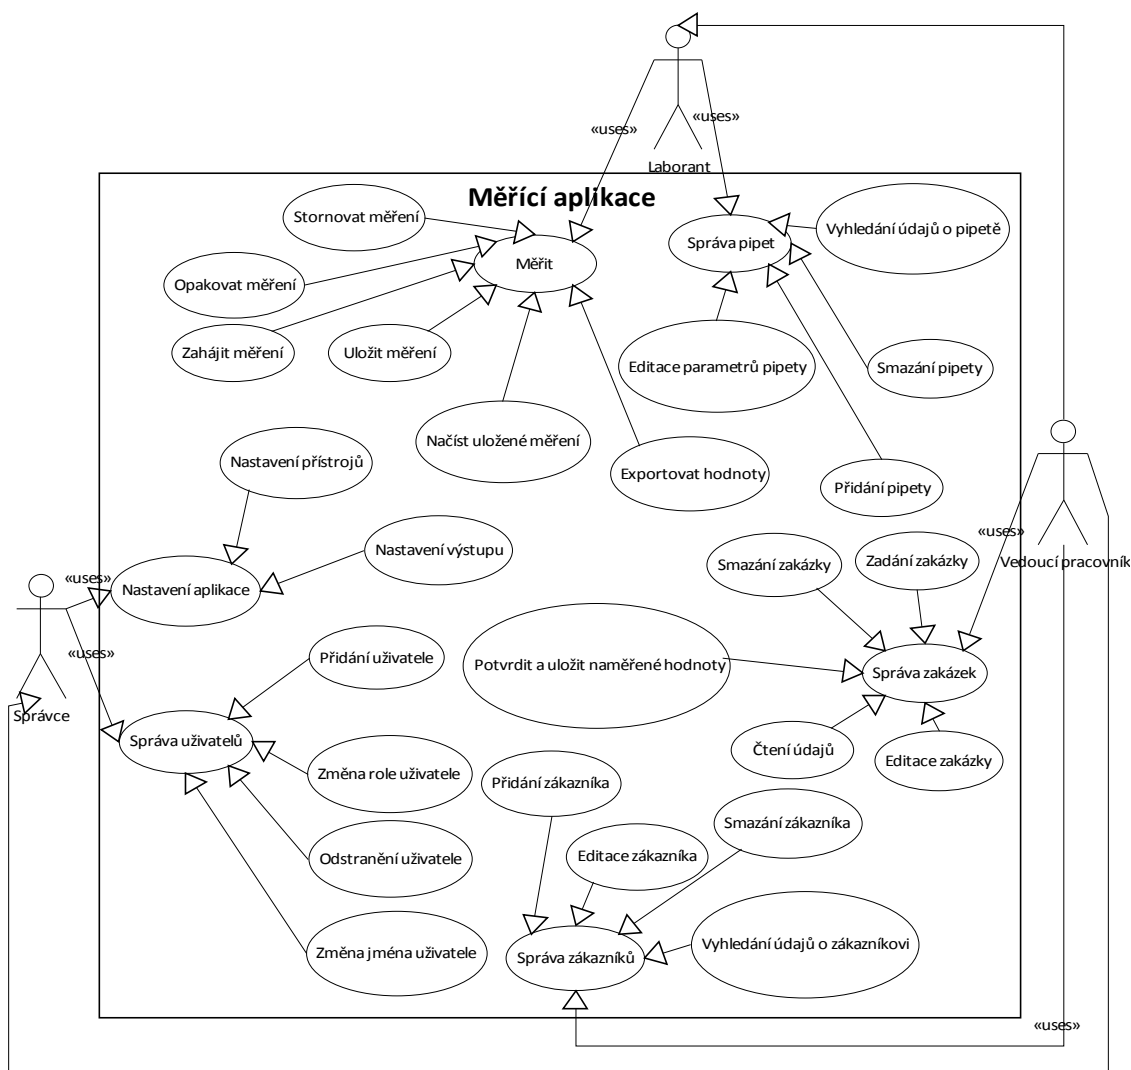 «uses»
«uses»
Laborant
Měřící aplikace
Stornovat měření
Vyhledání údajů o pipetě
Správa pipet
Měřit
Opakovat měření
Zahájit měření
Uložit měření
Editace parametrů pipety
Smazání pipety
Načíst uložené měření
Nastavení přístrojů
Exportovat hodnoty
Přidání pipety
«uses»
Nastavení výstupu
Smazání zakázky
Zadání zakázky
Vedoucí pracovník
«uses»
Nastavení aplikace
«uses»
Přidání uživatele
Potvrdit a uložit naměřené hodnoty
Správa zakázek
Správce
Správa uživatelů
Čtení údajů
Editace zakázky
Změna role uživatele
Přidání zákazníka
Smazání zákazníka
Odstranění uživatele
Editace zákazníka
Vyhledání údajů o zákazníkovi
Změna jména uživatele
Správa zákazníků
«uses»